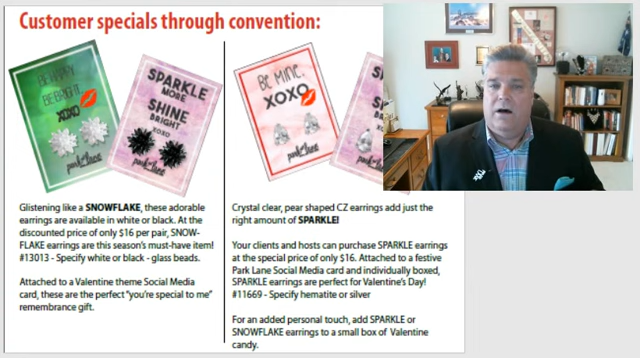 Customer specials through convention:
BE HAPPY
BE BRIGHT
XOXO
park lane
SPARKLE
MORE
SHINE
BRIGHT
XOXO
park lane
BE MINE.
XOXO
park lane
Glistening like a SNOWFLAKE, these adorable
earrings are available in white or black. At the
discounted price of only $16 per pair, SNOW-
FLAKE earrings are this season's must-have item!
#13013 - Specify white or black - glass beads.
Attached to a Valentine theme Social Media
card, these are the perfect "you're special to me"
remembrance gift.
Crystal clear, pear shaped CZ earrings add just the
right amount of SPARKLE!
Your clients and hosts can purchase SPARKLE earrings
at the special price of only $16. Attached to a festive
Park Lane Social Media card and individually boxed,
SPARKLE earrings are perfect for Valentine's Day!
#11669 - Specify hematite or silver
For an added personal touch, add SPARKLE or
SNOWFLAKE earrings to a small box of Valentine
candy.